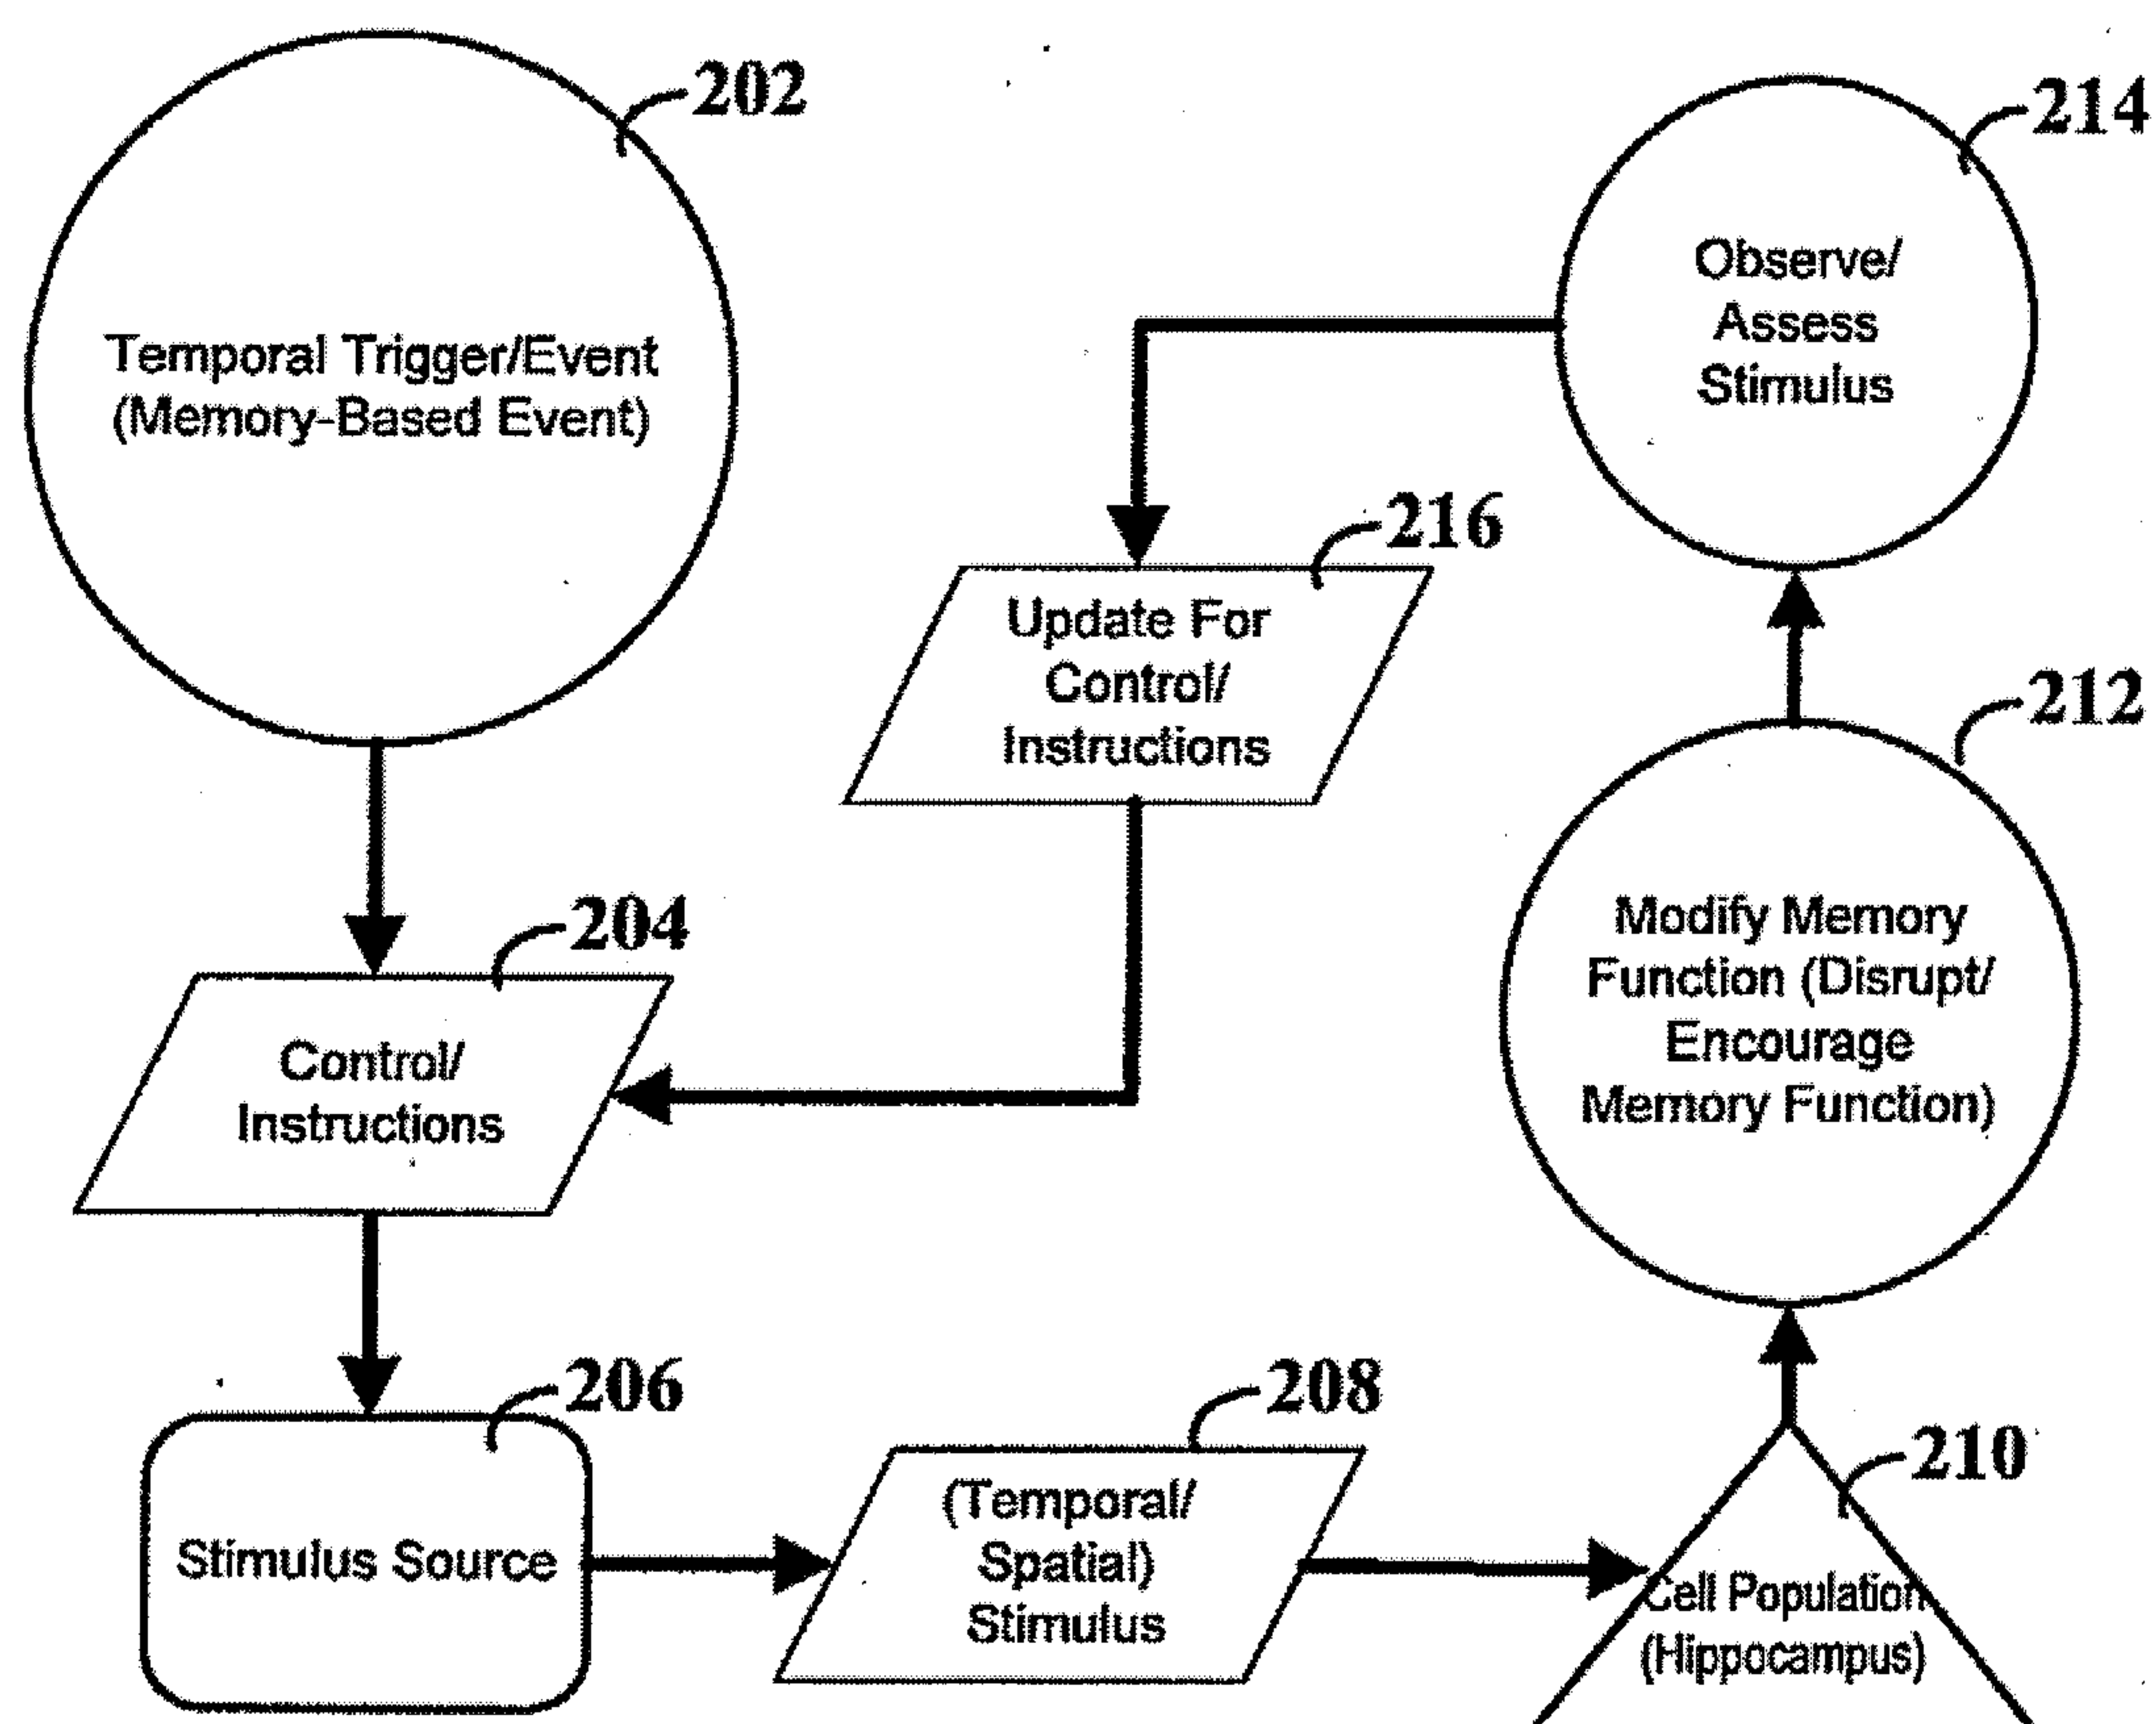 202
Temporal Trigger/Event
(Memory-Based Event)
214
Observe/
Assess
Stimulus
216
Update For
Control/
Instructions
212
Modify Memory
Function (Disrupt/
Encourage
Memory Function)
204
Control/
Instructions
206
Stimulus Source
208
(Temporal/
Spatial)
Stimulus
210
Cell Population
(Hippocampus)